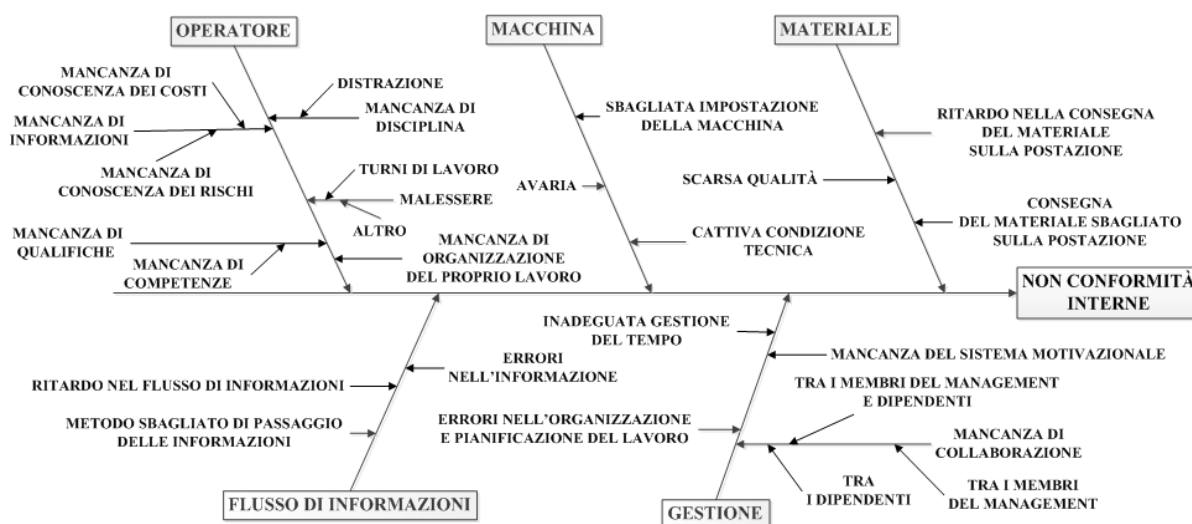 OPERATORE
MACCHINA
MATERIALE
MANCANZA DI
CONOSCENZA DEI COSTI
DISTRAZIONE
MANCANZA DI
DISCIPLINA
MANCANZA DI
INFORMAZIONI
MANCANZA DI
CONOSCENZA DEI RISCHI
TURNI DI LAVORO
MALESSERE
ALTRO
MANCANZA DI
QUALIFICHE
MANCANZA DI
COMPETENZE
MANCANZA DI
ORGANIZZAZIONE
DEL PROPRIO LAVORO
SBAGLIATA IMPOSTAZIONE
DELLA MACCHINA
AVARIA
CATTIVA CONDIZIONE
TECNICA
RITARDO NELLA CONSEGNA
DEL MATERIALE
SULLA POSTAZIONE
SCARSA QUALITÀ
CONSEGNA
DEL MATERIALE SBAGLIATO
SULLA POSTAZIONE
NON CONFORMITÀ
INTERNE
ERRORI
NELL'INFORMAZIONE
RITARDO NEL FLUSSO DI INFORMAZIONI
METODO SBAGLIATO DI PASSAGGIO
DELLE INFORMAZIONI
FLUSSO DI INFORMAZIONI
INADEGUATA GESTIONE
DEL TEMPO
MANCANZA DEL SISTEMA MOTIVAZIONALE
TRA I MEMBRI DEL MANAGEMENT
E DIPENDENTI
ERRORI NELL'ORGANIZZAZIONE
E PIANIFICAZIONE DEL LAVORO
MANCANZA DI
COLLABORAZIONE
TRA
I DIPENDENTI
TRA I MEMBRI
DEL MANAGEMENT
GESTIONE